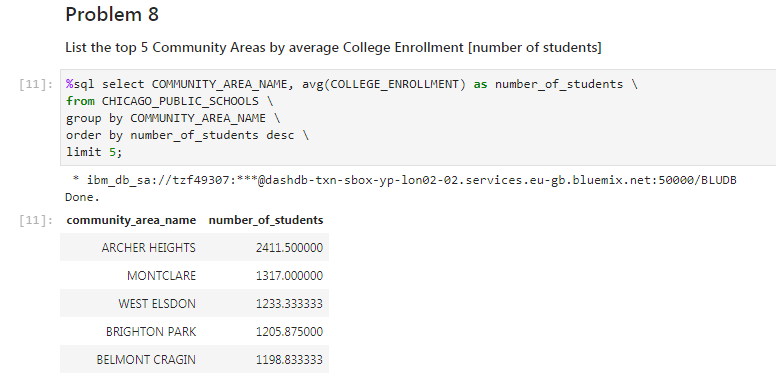 Problem 8
List the top 5 Community Areas by average College Enrollment [number of students]
[11]: %sql select COMMUNITY_AREA_NAME, avg(COLLEGE_ENROLLMENT) as number_of_students \
from CHICAGO_PUBLIC_SCHOOLS \
group by COMMUNITY_AREA_NAME \
order by number_of_students desc \
limit 5;
* ibm_db_sa://tzf49307:***@dashdb-txn-sbox-yp-lon02-02.services.eu-gb.bluemix.net:50000/BLUDB
Done.
[11]: community_area_name number_of_students
ARCHER HEIGHTS 2411.500000
MONTCLARE 1317.000000
WEST ELSDON 1233.333333
BRIGHTON PARK 1205.875000
BELMONT CRAGIN 1198.833333